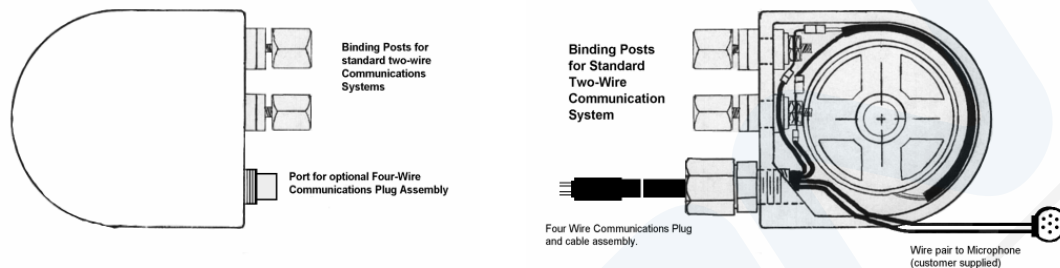 Binding Posts for
standard two-wire
Communications
Systems
Port for optional Four-Wire
Communications Plug Assembly
Binding Posts
for Standard
Two-Wire
Communication
System
Four Wire Communications Plug
and cable assembly.
Wire pair to Microphone
(customer supplied)